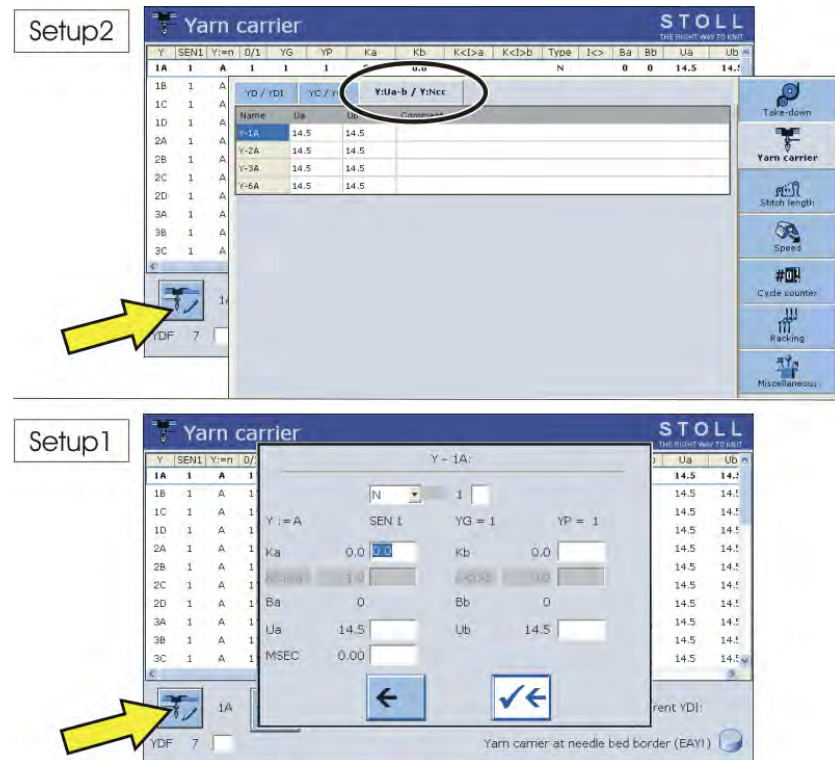 Setup2
Yarn carrier
STOLL
THE RIGHT WAY TO KNIT
Y SEN1 Y:=n D/1 YG YP Ka Kb K<I>a K<I>b Type I<> Ba Bb Ua Ub
1A 1 A 1 1 1 0.0 N 0 0 14.5 14.5
1B 1 A
1C 1 A
1D 1 A
2A 1 A
2B 1 A
2C 1 A
2D 1 A
3A 1 A
3B 1 A
3C 1 A
YD / YDI YC / Y:Ua-b / Y:Ncc
Name Ua Ub Comment
Y-1A 14.5 14.5
Y-2A 14.5 14.5
Y-3A 14.5 14.5
Y-6A 14.5 14.5
YDF 7
Take-down
Yarn carrier
Stitch length
Speed
Cycle counter
Racking
Miscellaneous
Setup1
Yarn carrier
STOLL
THE RIGHT WAY TO KNIT
Y SEN1 Y:=n D/ Ua Ub
1A 1 A 1 14.5 14.5
1B 1 A 1 14.5 14.5
1C 1 A 1 14.5 14.5
1D 1 A 1 14.5 14.5
2A 1 A 1 14.5 14.5
2B 1 A 1 14.5 14.5
2C 1 A 1 14.5 14.5
2D 1 A 1 14.5 14.5
3A 1 A 1 14.5 14.5
3B 1 A 1 14.5 14.5
3C 1 A 1 14.5 14.5
Y - 1A:
N 1
Y := A SEN 1 YG = 1 YP = 1
Ka 0.0 0.0 Kb 0.0
Ba 0 Bb 0
Ua 14.5 Ub 14.5
MSEC 0.00
1A rent YDI:
YDF 7 Yarn carrier at needle bed border (EAY!)